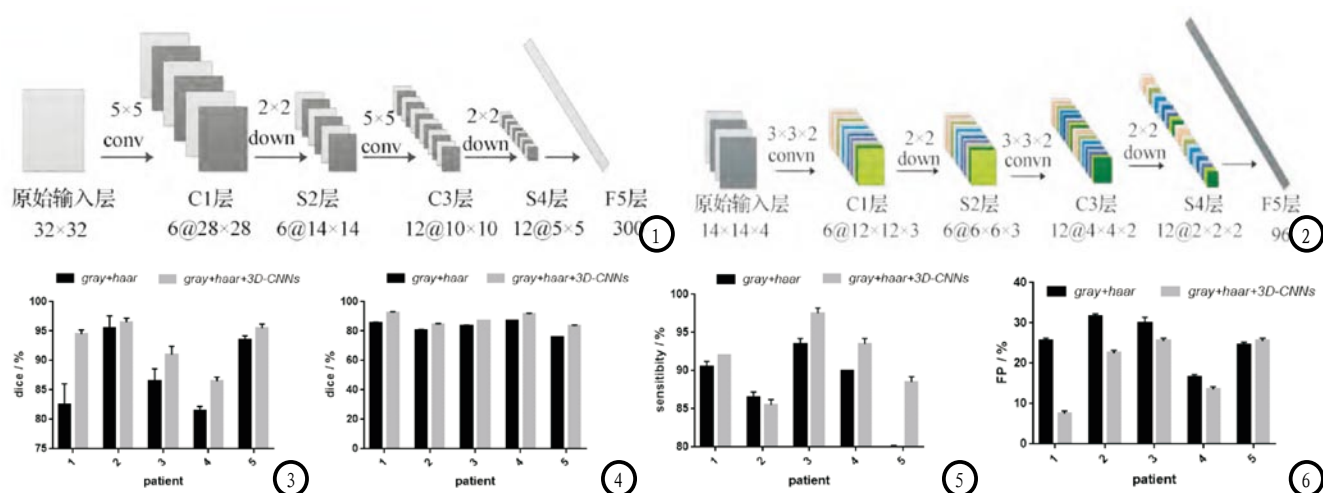 5×5
conv
2×2
down
5×5
conv
2×2
down
原始输入层
C1层
S2层
C3层
S4层
F5层
32×32
6@28×28
6@14×14
12@10×10
12@5×5
300
1
3×3×2
convn
2×2
down
3×3×2
convn
2×2
down
原始输入层
C1层
S2层
C3层
S4层
F5层
14×14×4
6@12×12×3
6@6×6×3
12@4×4×2
12@2×2×2
96
2
gray+haar
gray+haar+3D-CNNs
dice / %
100
95
90
85
80
75
1
2
3
4
5
patient
3
gray+haar
gray+haar+3D-CNNs
dice / %
100
80
60
40
20
0
1
2
3
4
5
patient
4
gray+haar
gray+haar+3D-CNNs
sensitibity / %
100
95
90
85
80
1
2
3
4
5
patient
5
gray+haar
gray+haar+3D-CNNs
FP / %
40
30
20
10
0
1
2
3
4
5
patient
6